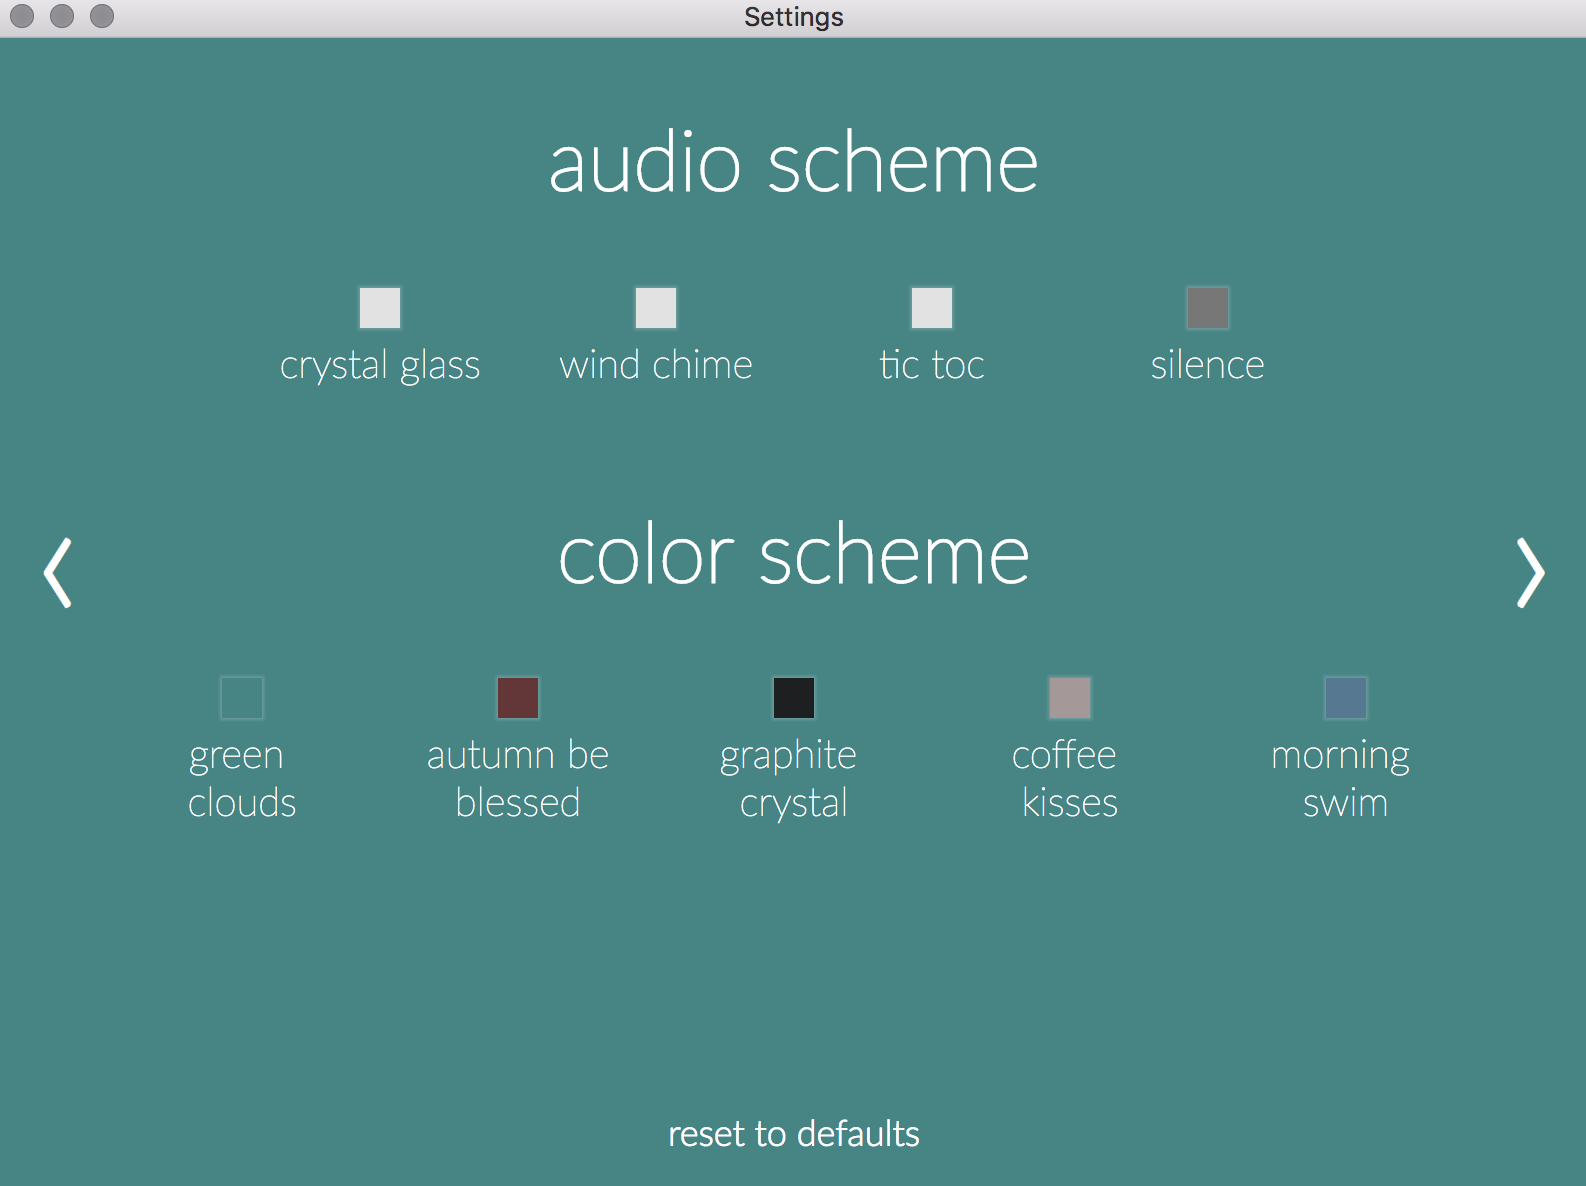 Settings
audio scheme
crystal glass
wind chime
tic toc
silence
color scheme
green
clouds
autumn be
blessed
graphite
crystal
coffee
kisses
morning
swim
reset to defaults